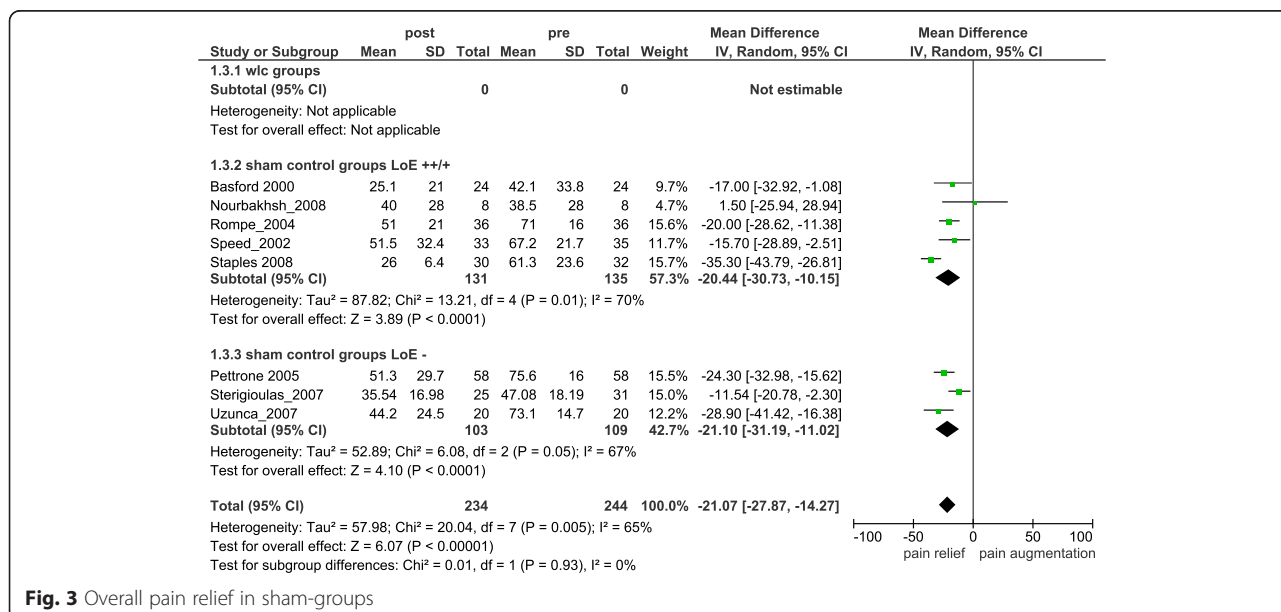 post pre Mean Difference Mean Difference
Study or Subgroup Mean SD Total Mean SD Total Weight IV, Random, 95% CI IV, Random, 95% CI
1.3.1 wlc groups
Subtotal (95% CI) 0 0 Not estimable
Heterogeneity: Not applicable
Test for overall effect: Not applicable
1.3.2 sham control groups LoE ++/+
Basford 2000 25.1 21 24 42.1 33.8 24 9.7% -17.00 [-32.92, -1.08]
Nourbakhsh_2008 40 28 8 38.5 28 8 4.7% 1.50 [-25.94, 28.94]
Rompe_2004 51 21 36 71 16 36 15.6% -20.00 [-28.62, -11.38]
Speed_2002 51.5 32.4 33 67.2 21.7 35 11.7% -15.70 [-28.89, -2.51]
Staples 2008 26 6.4 30 61.3 23.6 32 15.7% -35.30 [-43.79, -26.81]
Subtotal (95% CI) 131 135 57.3% -20.44 [-30.73, -10.15]
Heterogeneity: Tau² = 87.82; Chi² = 13.21, df = 4 (P = 0.01); I² = 70%
Test for overall effect: Z = 3.89 (P < 0.0001)
1.3.3 sham control groups LoE -
Pettrone 2005 51.3 29.7 58 75.6 16 58 15.5% -24.30 [-32.98, -15.62]
Sterigioulas_2007 35.54 16.98 25 47.08 18.19 31 15.0% -11.54 [-20.78, -2.30]
Uzunca_2007 44.2 24.5 20 73.1 14.7 20 12.2% -28.90 [-41.42, -16.38]
Subtotal (95% CI) 103 109 42.7% -21.10 [-31.19, -11.02]
Heterogeneity: Tau² = 52.89; Chi² = 6.08, df = 2 (P = 0.05); I² = 67%
Test for overall effect: Z = 4.10 (P < 0.0001)
Total (95% CI) 234 244 100.0% -21.07 [-27.87, -14.27]
Heterogeneity: Tau² = 57.98; Chi² = 20.04, df = 7 (P = 0.005); I² = 65%
Test for overall effect: Z = 6.07 (P < 0.00001)
Test for subgroup differences: Chi² = 0.01, df = 1 (P = 0.93), I² = 0%
-100 -50 0 50 100
pain relief pain augmentation
Fig. 3 Overall pain relief in sham-groups